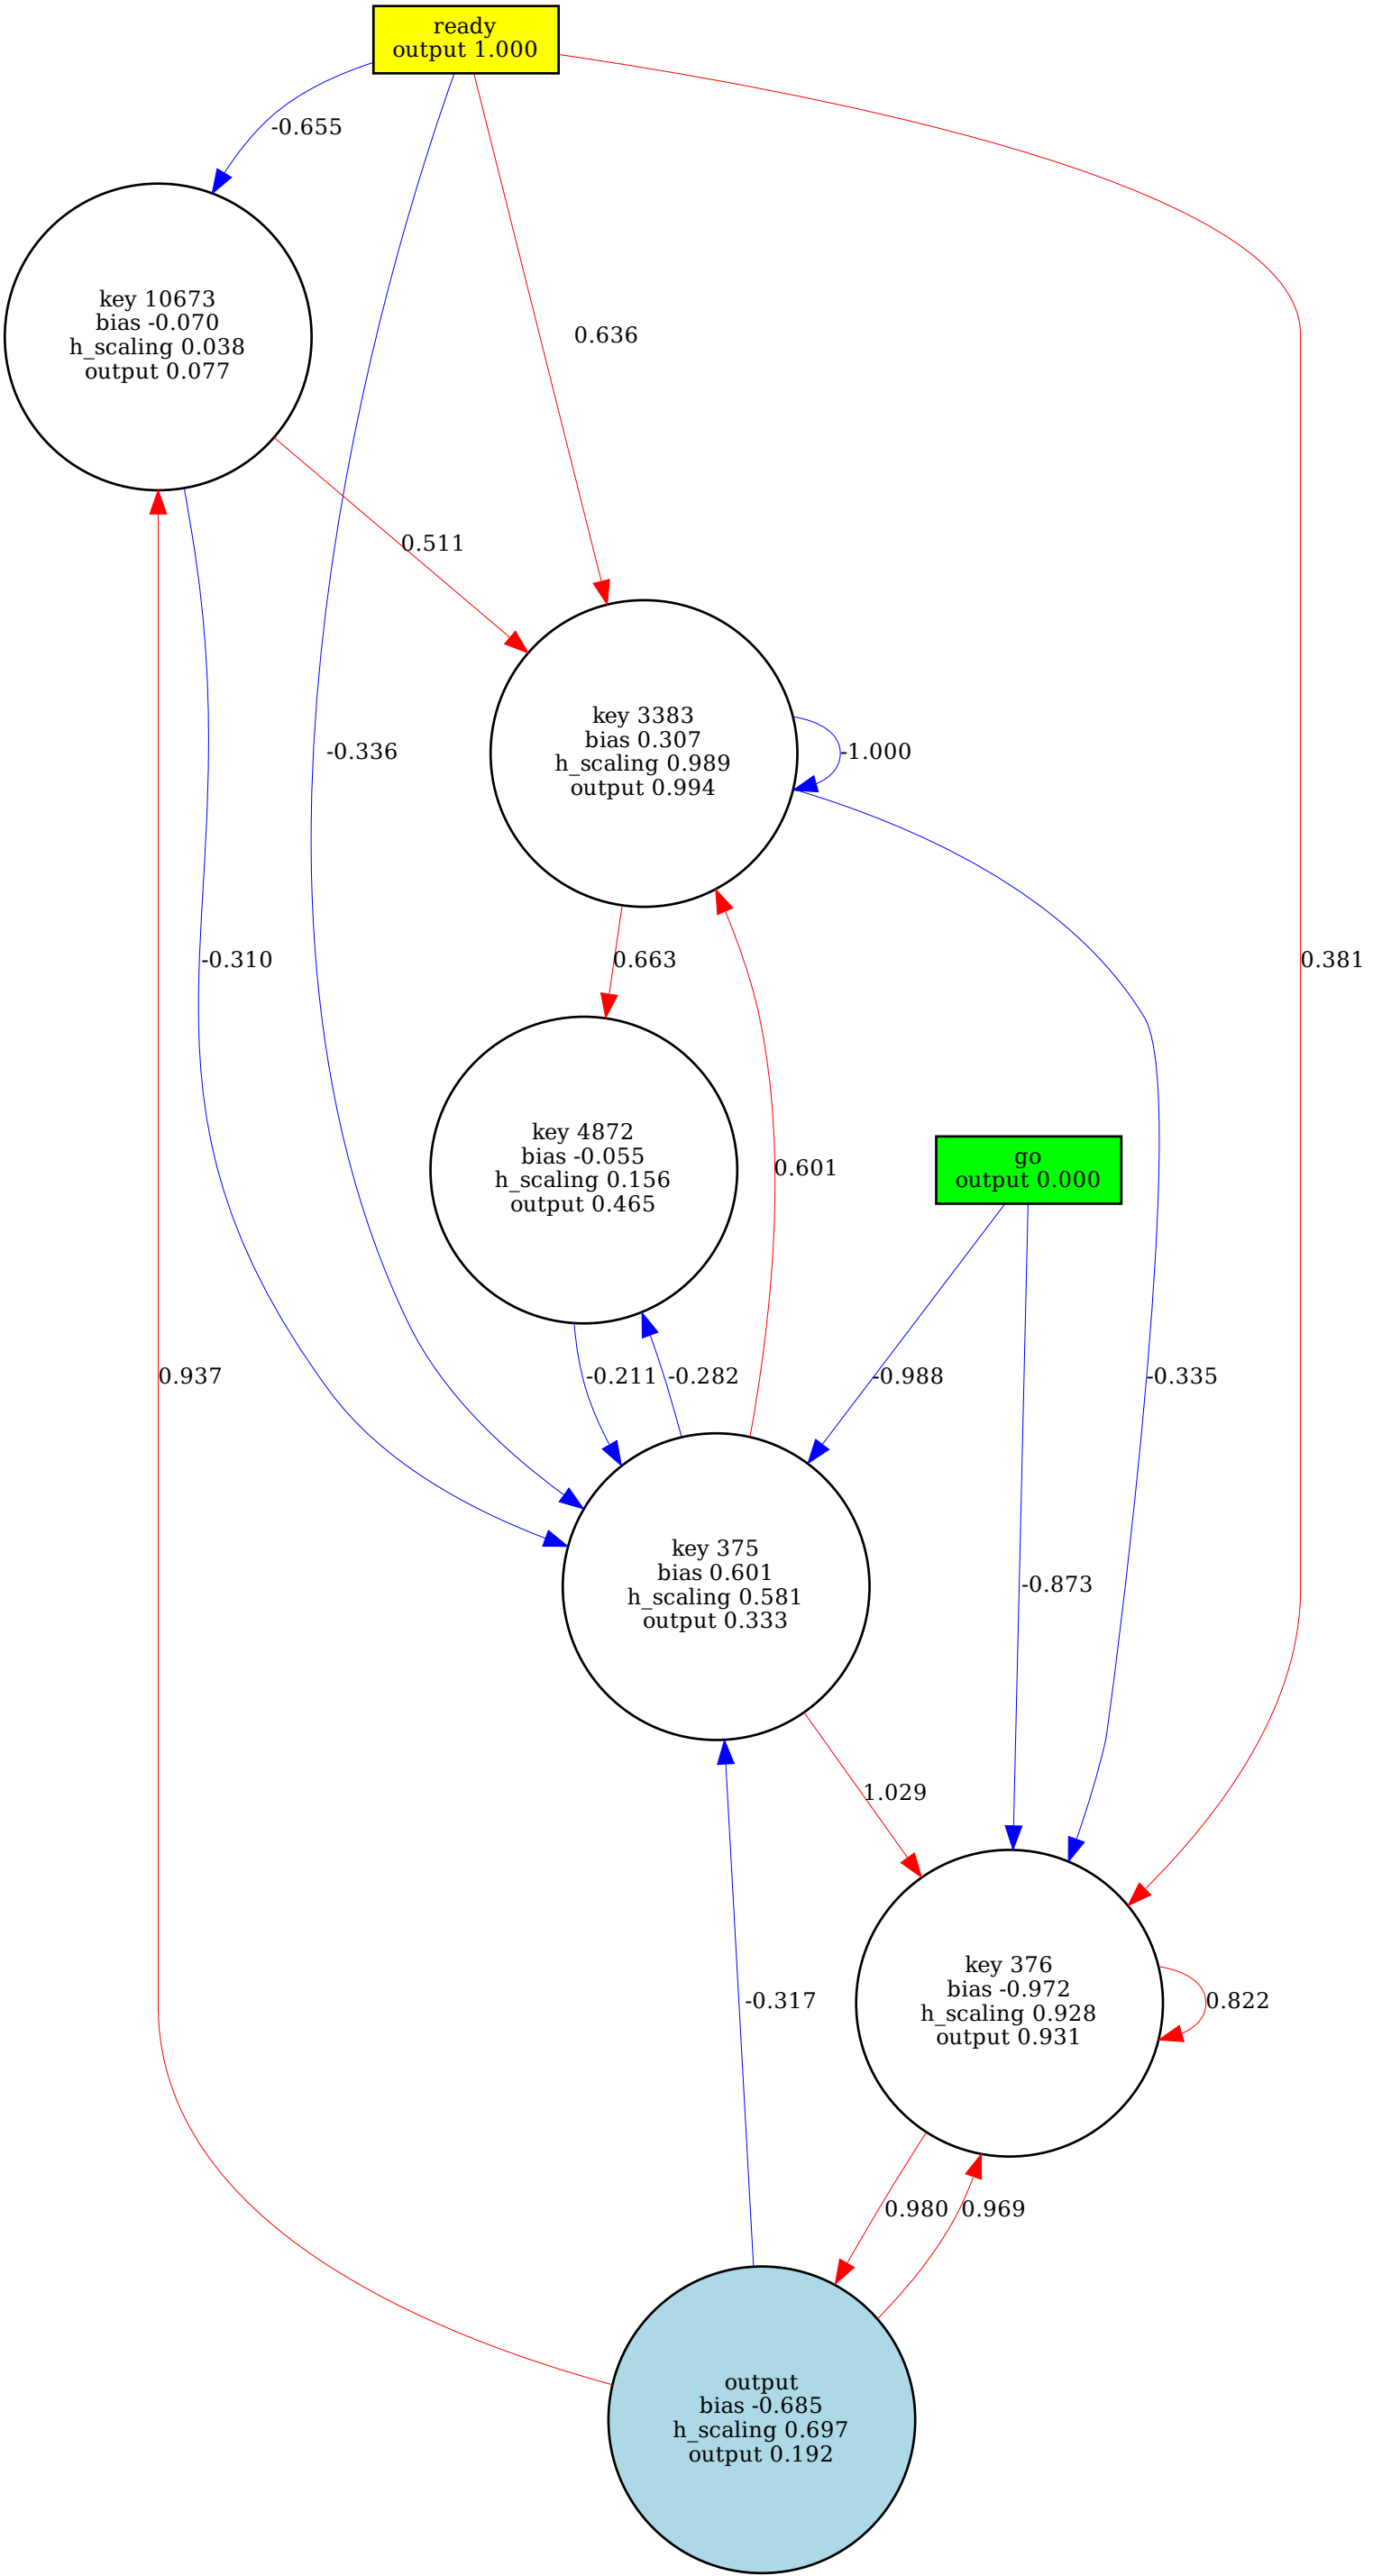 ready
output 1.000
-0.655
key 10673
bias -0.070
h_scaling 0.038
output 0.077
0.636
0.511
key 3383
bias 0.307
h_scaling 0.989
output 0.994
-0.336
-1.000
-0.310
0.663
0.381
key 4872
bias -0.055
h_scaling 0.156
output 0.465
go
output 0.000
0.601
0.937
-0.211
-0.282
-0.988
-0.335
key 375
bias 0.601
h_scaling 0.581
output 0.333
-0.873
1.029
key 376
bias -0.972
h_scaling 0.928
output 0.931
-0.317
0.822
0.980
0.969
output
bias -0.685
h_scaling 0.697
output 0.192